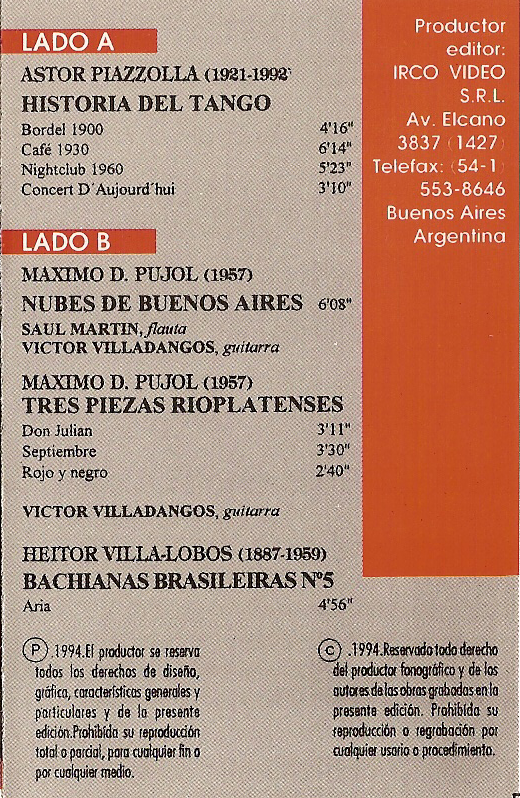 LADO A
ASTOR PIAZZOLLA (1921-1992)
HISTORIA DEL TANGO
Bordel 1900 4'16"
Café 1930 6'14"
Nightclub 1960 5'23"
Concert D´Aujourd´hui 3'10"
LADO B
MAXIMO D. PUJOL (1957)
NUBES DE BUENOS AIRES 6'08"
SAUL MARTIN, flauta
VICTOR VILLADANGOS, guitarra
MAXIMO D. PUJOL (1957)
TRES PIEZAS RIOPLATENSES
Don Julian 3'11"
Septiembre 3'30"
Rojo y negro 2'40"
VICTOR VILLADANGOS, guitarra
HEITOR VILLA-LOBOS (1887-1959)
BACHIANAS BRASILEIRAS Nº5
Aria 4'56"
Ⓟ .1994.El productor se reserva
todos los derechos de diseño,
gráfica, características generales y
particulares y de la presente
edición.Prohibída su reproducción
total o parcial, para cualquier fin o
por cualquier medio.
© .1994.Reservado todo derecho
del productor fonográfico y de los
autores de las obras grabadas en la
presente edición. Prohibída su
reproducción o regrabación por
cualquier usario o procedimiento.
Productor
editor:
IRCO VIDEO
S.R.L.
Av. Elcano
3837 (1427)
Telefax: (54-1)
553-8646
Buenos Aires
Argentina